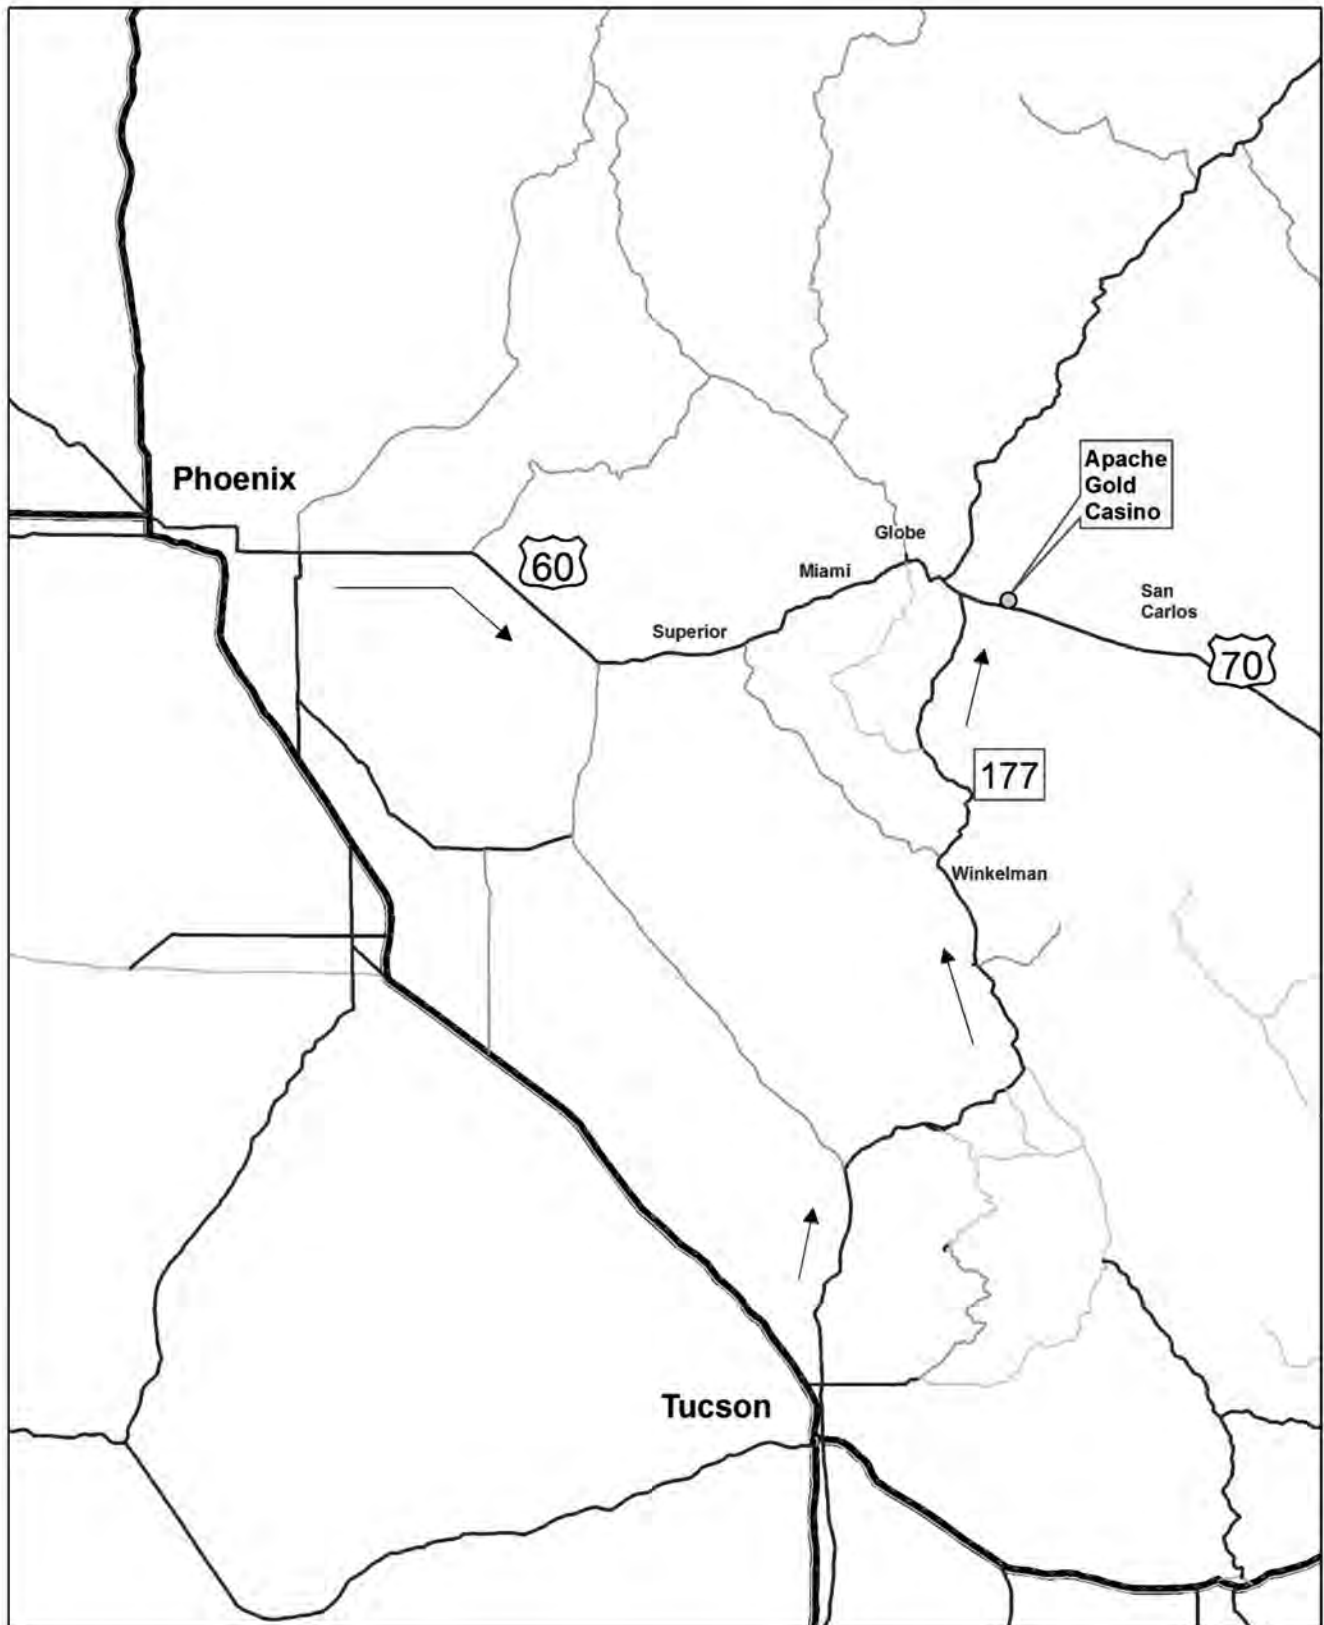 Phoenix
Apache
Gold
Casino
Globe
60
Miami
San
Carlos
Superior
70
177
Winkelman
Tucson